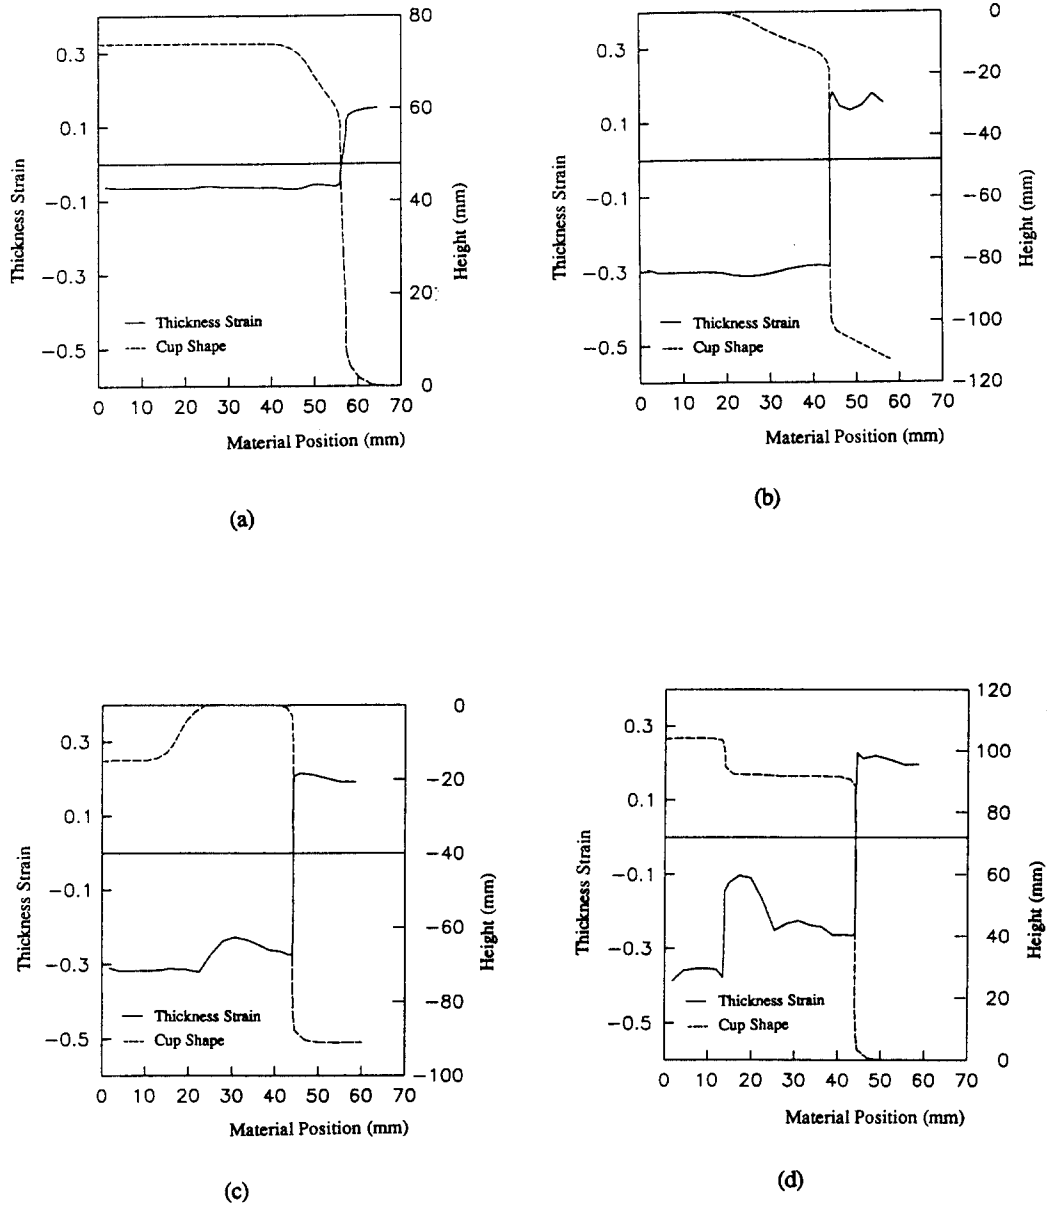 80
0.3
60
0.1
Thickness Strain
−0.1
40
Height (mm)
−0.3
20
Thickness Strain
Cup Shape
−0.5
0
0 10 20 30 40 50 60 70
Material Position (mm)
(a)
0
0.3
−20
0.1
−40
Thickness Strain
−0.1
−60
Height (mm)
−0.3
−80
Thickness Strain
−100
Cup Shape
−0.5
−120
0 10 20 30 40 50 60 70
Material Position (mm)
(b)
0
0.3
−20
0.1
−40
Thickness Strain
−0.1
−60
Height (mm)
−0.3
−80
Thickness Strain
Cup Shape
−0.5
−100
0 10 20 30 40 50 60 70
Material Position (mm)
(c)
120
0.3
100
0.1
80
Thickness Strain
−0.1
60
Height (mm)
40
−0.3
20
Thickness Strain
Cup Shape
−0.5
0
0 10 20 30 40 50 60 70
Material Position (mm)
(d)